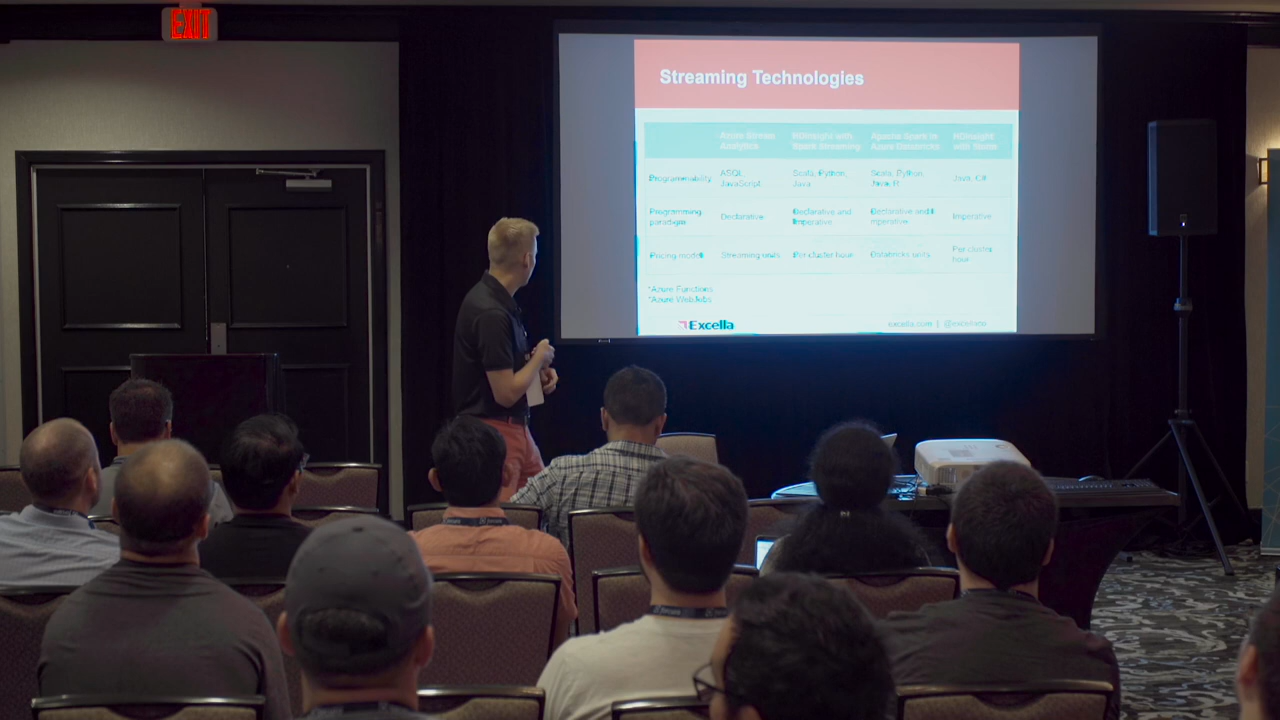 EXIT
Streaming Technologies
Azure Stream Analytics | HDInsight with Spark Streaming | Apache Spark in Azure Databricks | HDInsight with Storm
Programmability | ASQL, JavaScript | Scala, Python, Java | Scala, Python, Java, R | Java, C#
Programming paradigm | Declarative | Declarative and Imperative | Declarative and Imperative | Imperative
Pricing model | Streaming units | Per cluster hour | Databricks units | Per cluster hour
*Azure Functions
*Azure WebJobs
Excella
excella.com | @excellaco